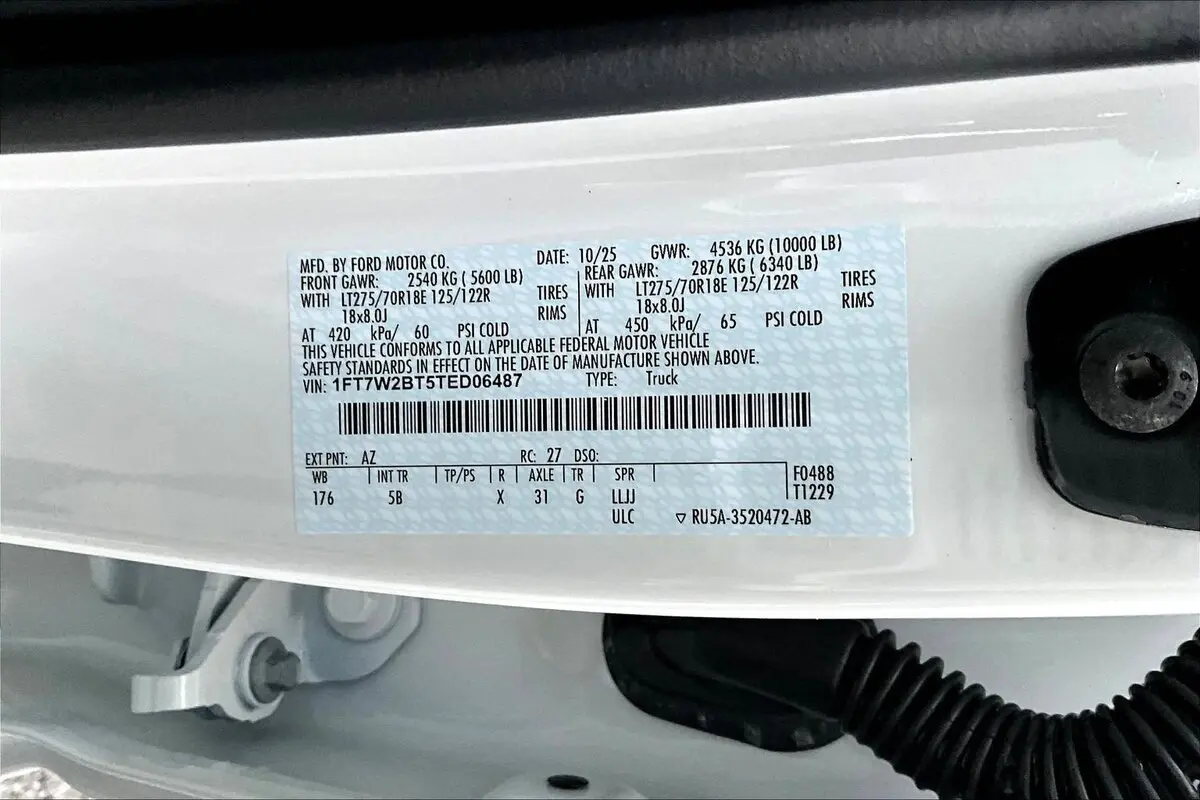 MFD. BY FORD MOTOR CO. DATE: 10/25 GVWR: 4536 KG (10000 LB)
FRONT GAWR: 2540 KG ( 5600 LB) REAR GAWR: 2876 KG ( 6340 LB)
WITH LT275/70R18E 125/122R TIRES WITH LT275/70R18E 125/122R TIRES
18x8.0J RIMS 18x8.0J RIMS
AT 420 kPa/ 60 PSI COLD AT 450 kPa/ 65 PSI COLD
THIS VEHICLE CONFORMS TO ALL APPLICABLE FEDERAL MOTOR VEHICLE
SAFETY STANDARDS IN EFFECT ON THE DATE OF MANUFACTURE SHOWN ABOVE.
VIN: 1FT7W2BT5TED06487 TYPE: Truck
EXT PNT: AZ RC: 27 DSO:
WB INT TR TP/PS R AXLE TR SPR F0488
176 5B X 31 G LLJJ T1229
ULC ▽ RU5A-3520472-AB
10.9